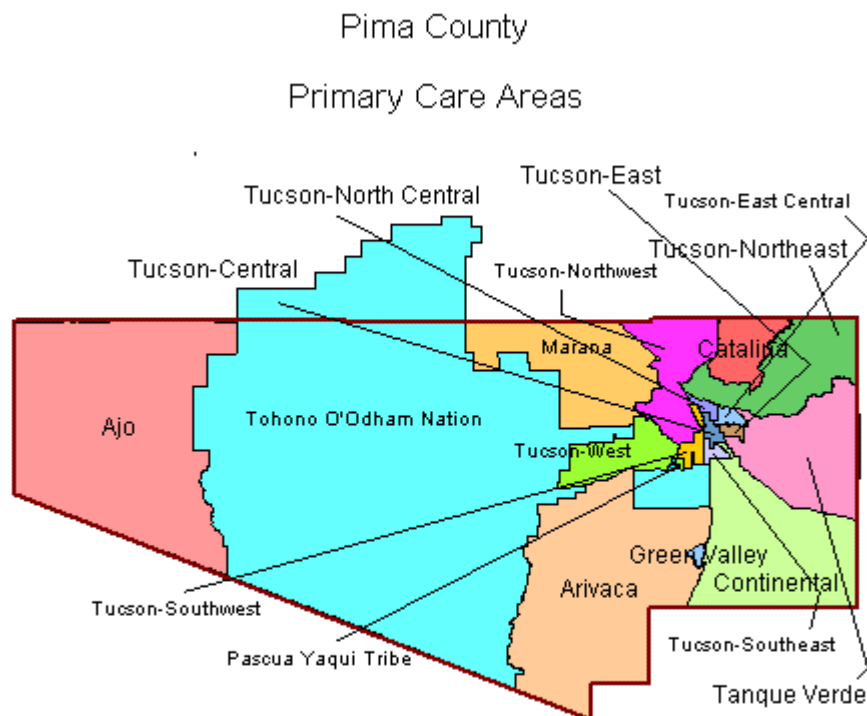 Pima County
Primary Care Areas
Tucson-East
Tucson-North Central
Tucson-East Central
Tucson-Northeast
Tucson-Central
Tucson-Northwest
Marana
Catalina
Ajo
Tohono O'Odham Nation
Tucson-West
Green Valley
Arivaca
Continental
Tucson-Southwest
Tucson-Southeast
Pascua Yaqui Tribe
Tanque Verde